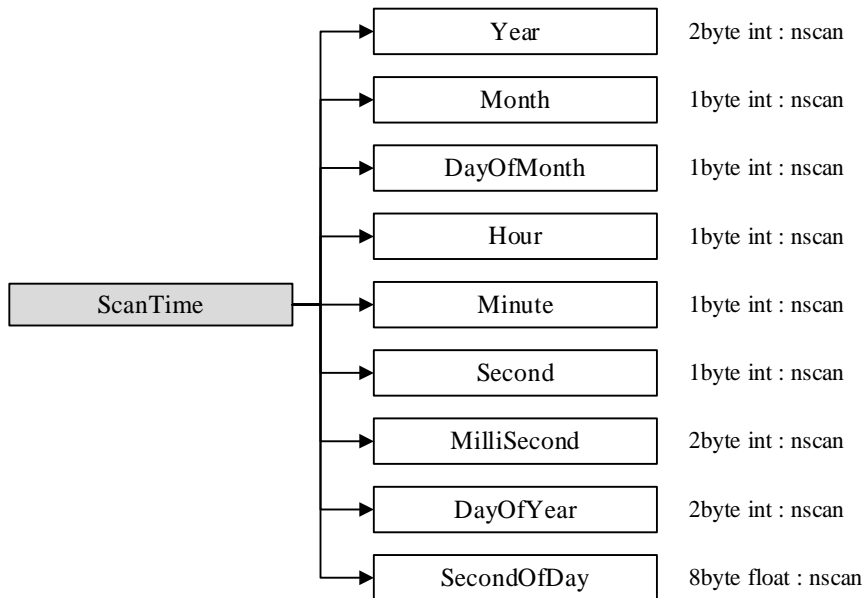 Year 2byte int : nscan
Month 1byte int : nscan
DayOfMonth 1byte int : nscan
Hour 1byte int : nscan
ScanTime Minute 1byte int : nscan
Second 1byte int : nscan
MilliSecond 2byte int : nscan
DayOfYear 2byte int : nscan
SecondOfDay 8byte float : nscan